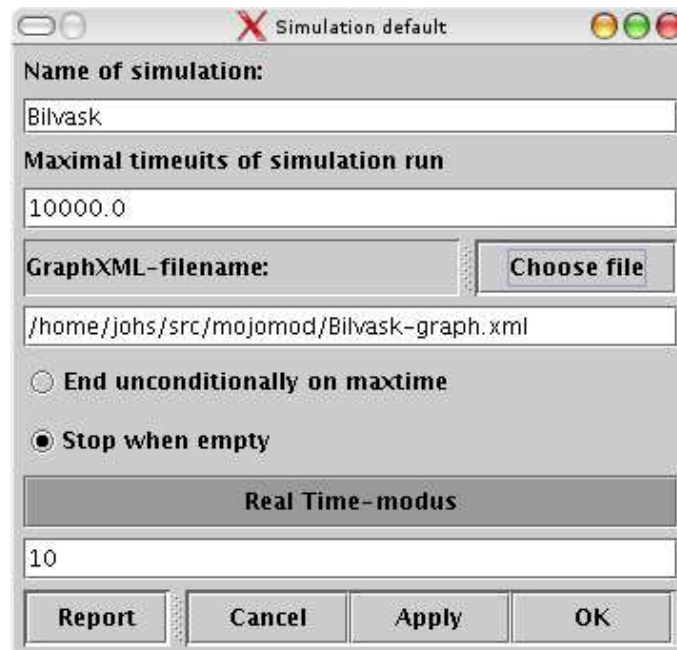 Simulation default
Name of simulation:
Bilvask
Maximal timeuits of simulation run
10000.0
GraphXML-filename:
Choose file
/home/johs/src/mojomod/Bilvask-graph.xml
End unconditionally on maxtime
Stop when empty
Real Time-modus
10
Report
Cancel
Apply
OK